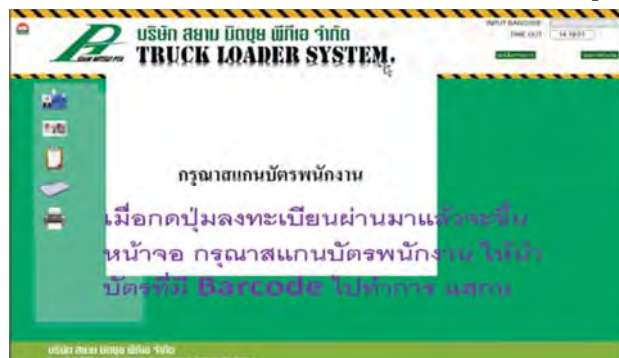 INPUT BARCODE
บริษัท สยาม มิตซุย พีทีเอ จำกัด
TIME OUT
TRUCK LOADER SYSTEM.
SIAM MITSUI PTA
กรุณาสแกนบัตรพนักงาน
เมื่อกดปุ่มลงทะเบียนผ่านมาแล้วจะขึ้น
หน้าจอ กรุณาสแกนบัตรพนักงาน ให้นำ
บัตรที่มี Barcode ไปทำการ แสกน
บริษัท สยาม มิตซุย พีทีเอ จำกัด